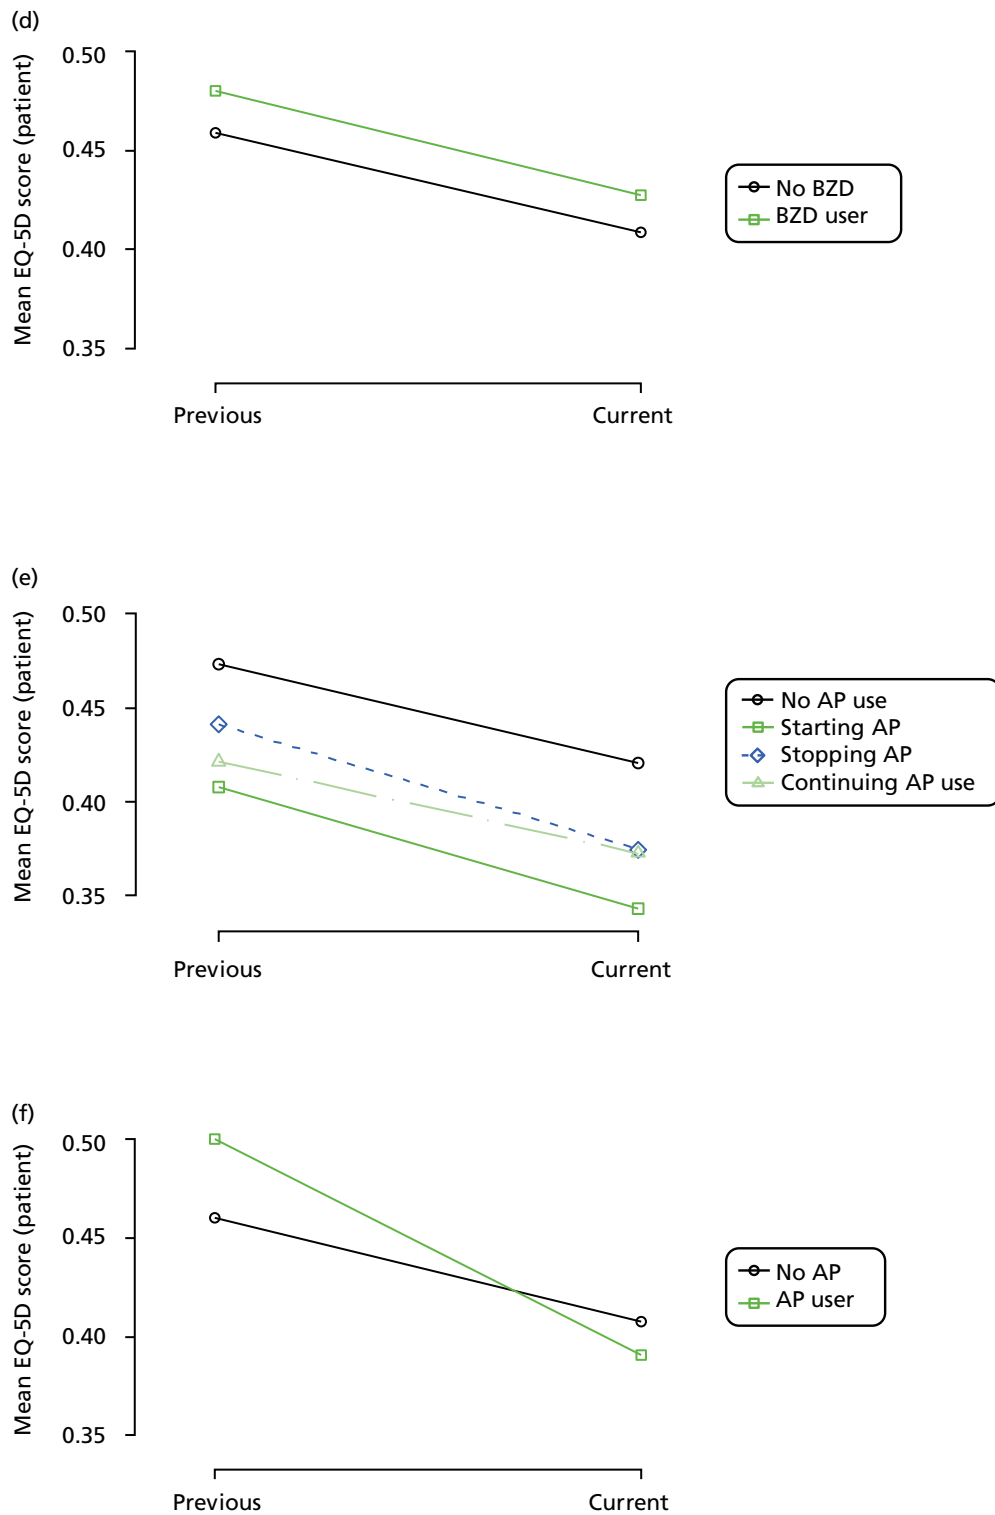 (d)
Mean EQ-5D score (patient)
0.50
0.45
0.40
0.35
Previous
Current
No BZD
BZD user
(e)
Mean EQ-5D score (patient)
0.50
0.45
0.40
0.35
Previous
Current
No AP use
Starting AP
Stopping AP
Continuing AP use
(f)
Mean EQ-5D score (patient)
0.50
0.45
0.40
0.35
Previous
Current
No AP
AP user